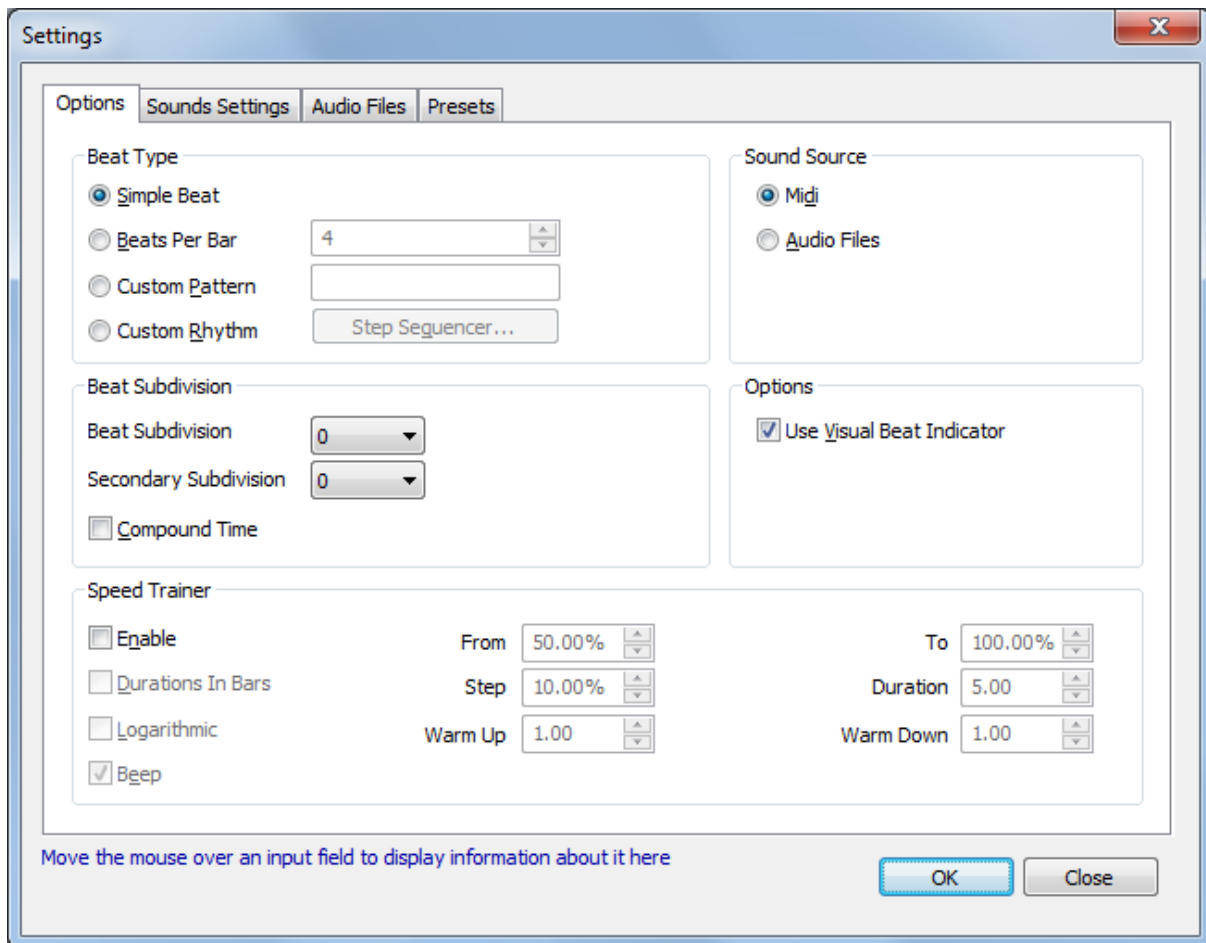 Settings
Options Sounds Settings Audio Files Presets
Beat Type
Simple Beat
Beats Per Bar 4
Custom Pattern
Custom Rhythm Step Sequencer...
Sound Source
Midi
Audio Files
Beat Subdivision
Beat Subdivision 0
Secondary Subdivision 0
Compound Time
Options
Use Visual Beat Indicator
Speed Trainer
Enable From 50.00% To 100.00%
Durations In Bars Step 10.00% Duration 5.00
Logarithmic Warm Up 1.00 Warm Down 1.00
Beep
Move the mouse over an input field to display information about it here
OK Close